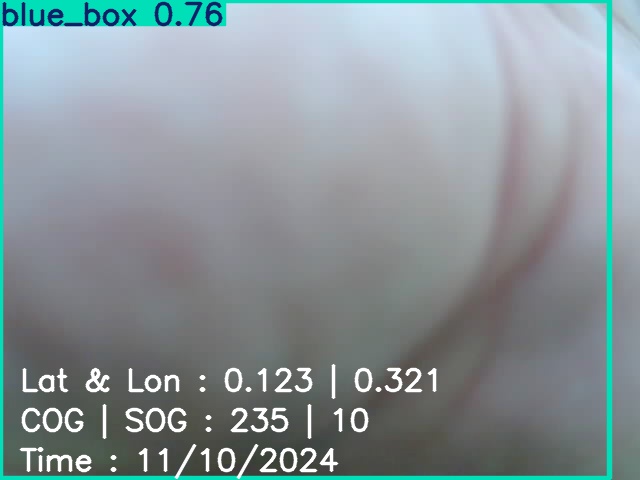 blue_box 0.76
Lat & Lon : 0.123 | 0.321
COG | SOG : 235 | 10
Time : 11/10/2024